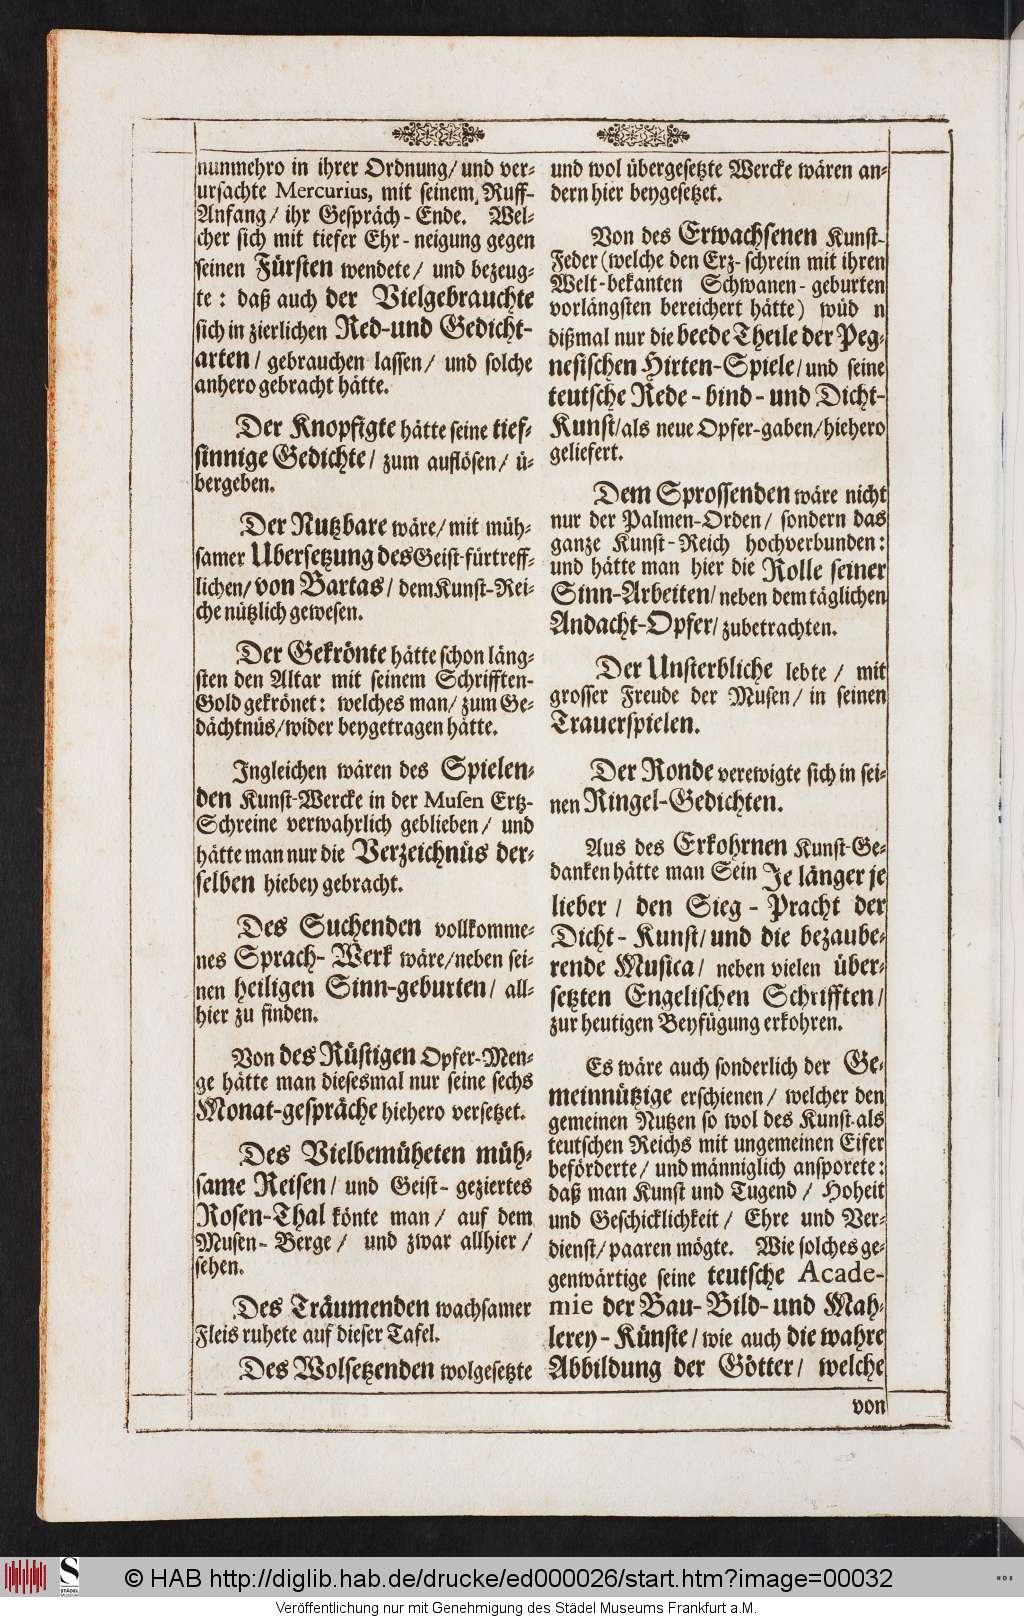 nunmehro in ihrer Ordnung/ und ver-
ursachte Mercurius, mit seinem Ruff-
Anfang/ ihr Gespräch-Ende. Wel-
cher sich mit tiefer Ehr-neigung gegen
seinen Fürsten wendete/ und bezeug-
te: daß auch der Vielgebrauchte
sich in zierlichen Red-und Gedicht-
arten/ gebrauchen lassen/ und solche
anhero gebracht hätte.
Der Knopfigte hätte seine tief-
sinnige Gedichte/ zum auflösen/ ü-
bergeben.
Der Nutzbare wäre/ mit müh-
samer Ubersetzung des Geist-fürtreff-
lichen/ von Bartas/ dem Kunst-Rei-
che nützlich gewesen.
Der Gekrönte hätte schon läng-
sten den Altar mit seinem Schrifften-
Gold gekrönet: welches man/ zum Ge-
dächtnüs/ wider beygetragen hätte.
Ingleichen wären des Spielen-
den Kunst-Wercke in der Musen Ertz-
Schreine verwahrlich geblieben/ und
hätte man nur die Verzeichnüs der-
selben hiebey gebracht.
Des Suchenden vollkomme-
nes Sprach-Werk wäre/ neben sei-
nen heiligen Sinn-geburten/ all-
hier zu finden.
Von des Rüstigen Opfer-Men-
ge hätte man diesesmal nur seine sechs
Monat-gespräche hiehero versetzet.
Des Vielbemüheten müh-
same Reisen/ und Geist-geziertes
Rosen-Thal könte man/ auf dem
Musen-Berge/ und zwar allhier/
sehen.
Des Träumenden wachsamer
Fleis ruhete auf dieser Tafel.
Des Wolsetzenden wolgesetzte
und wol übergesetzte Wercke wären an-
dern hier beygesetzet.
Von des Erwachsenen Kunst-
Feder (welche den Erz-schrein mit ihren
Welt-bekanten Schwanen-geburten
vorlängsten bereichert hätte) wüd n
dißmal nur die beede Theile der Peg-
nesischen Hirten-Spiele/ und seine
teutsche Rede-bind-und Dicht-
Kunst/ als neue Opfer-gaben/ hiehero
geliefert.
Dem Sprossenden wäre nicht
nur der Palmen-Orden/ sondern das
ganze Kunst-Reich hochverbunden:
und hätte man hier die Rolle seiner
Sinn-Arbeiten/ neben dem täglichen
Andacht-Opfer/ zubetrachten.
Der Unsterbliche lebte/ mit
grosser Freude der Musen/ in seinen
Trauerspielen.
Der Ronde verewigte sich in sei-
nen Ringel-Gedichten.
Aus des Erkohrnen Kunst-Ge-
danken hätte man Sein Je länger je
lieber/ den Sieg-Pracht der
Dicht-Kunst/ und die bezaube-
rende Musica/ neben vielen über-
setzten Engelischen Schrifften/
zur heutigen Beyfügung erkohren.
Es wäre auch sonderlich der Ge-
meinnützige erschienen/ welcher den
gemeinen Nutzen so wol des Kunst-als
teutschen Reichs mit ungemeinen Eifer
beförderte/ und männiglich ansporete:
daß man Kunst und Tugend/ Hoheit
und Geschicklichkeit/ Ehre und Ver-
dienst/ paaren mögte. Wie solches ge-
genwärtige seine teutsche Acade-
mie der Bau-Bild-und Mah-
lerey-Künste/ wie auch die wahre
Abbildung der Götter/ welche
von
© HAB http://diglib.hab.de/drucke/ed000026/start.htm?image=00032
Veröffentlichung nur mit Genehmigung des Städel Museums Frankfurt a.M.